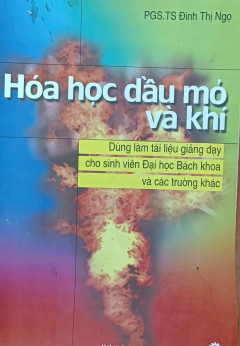 PGS.TS Đinh Thị Ngọ
Hóa học dầu mỏ
và khí
Dùng làm tài liệu giảng dạy
cho sinh viên Đại học Bách khoa
và các trường khác